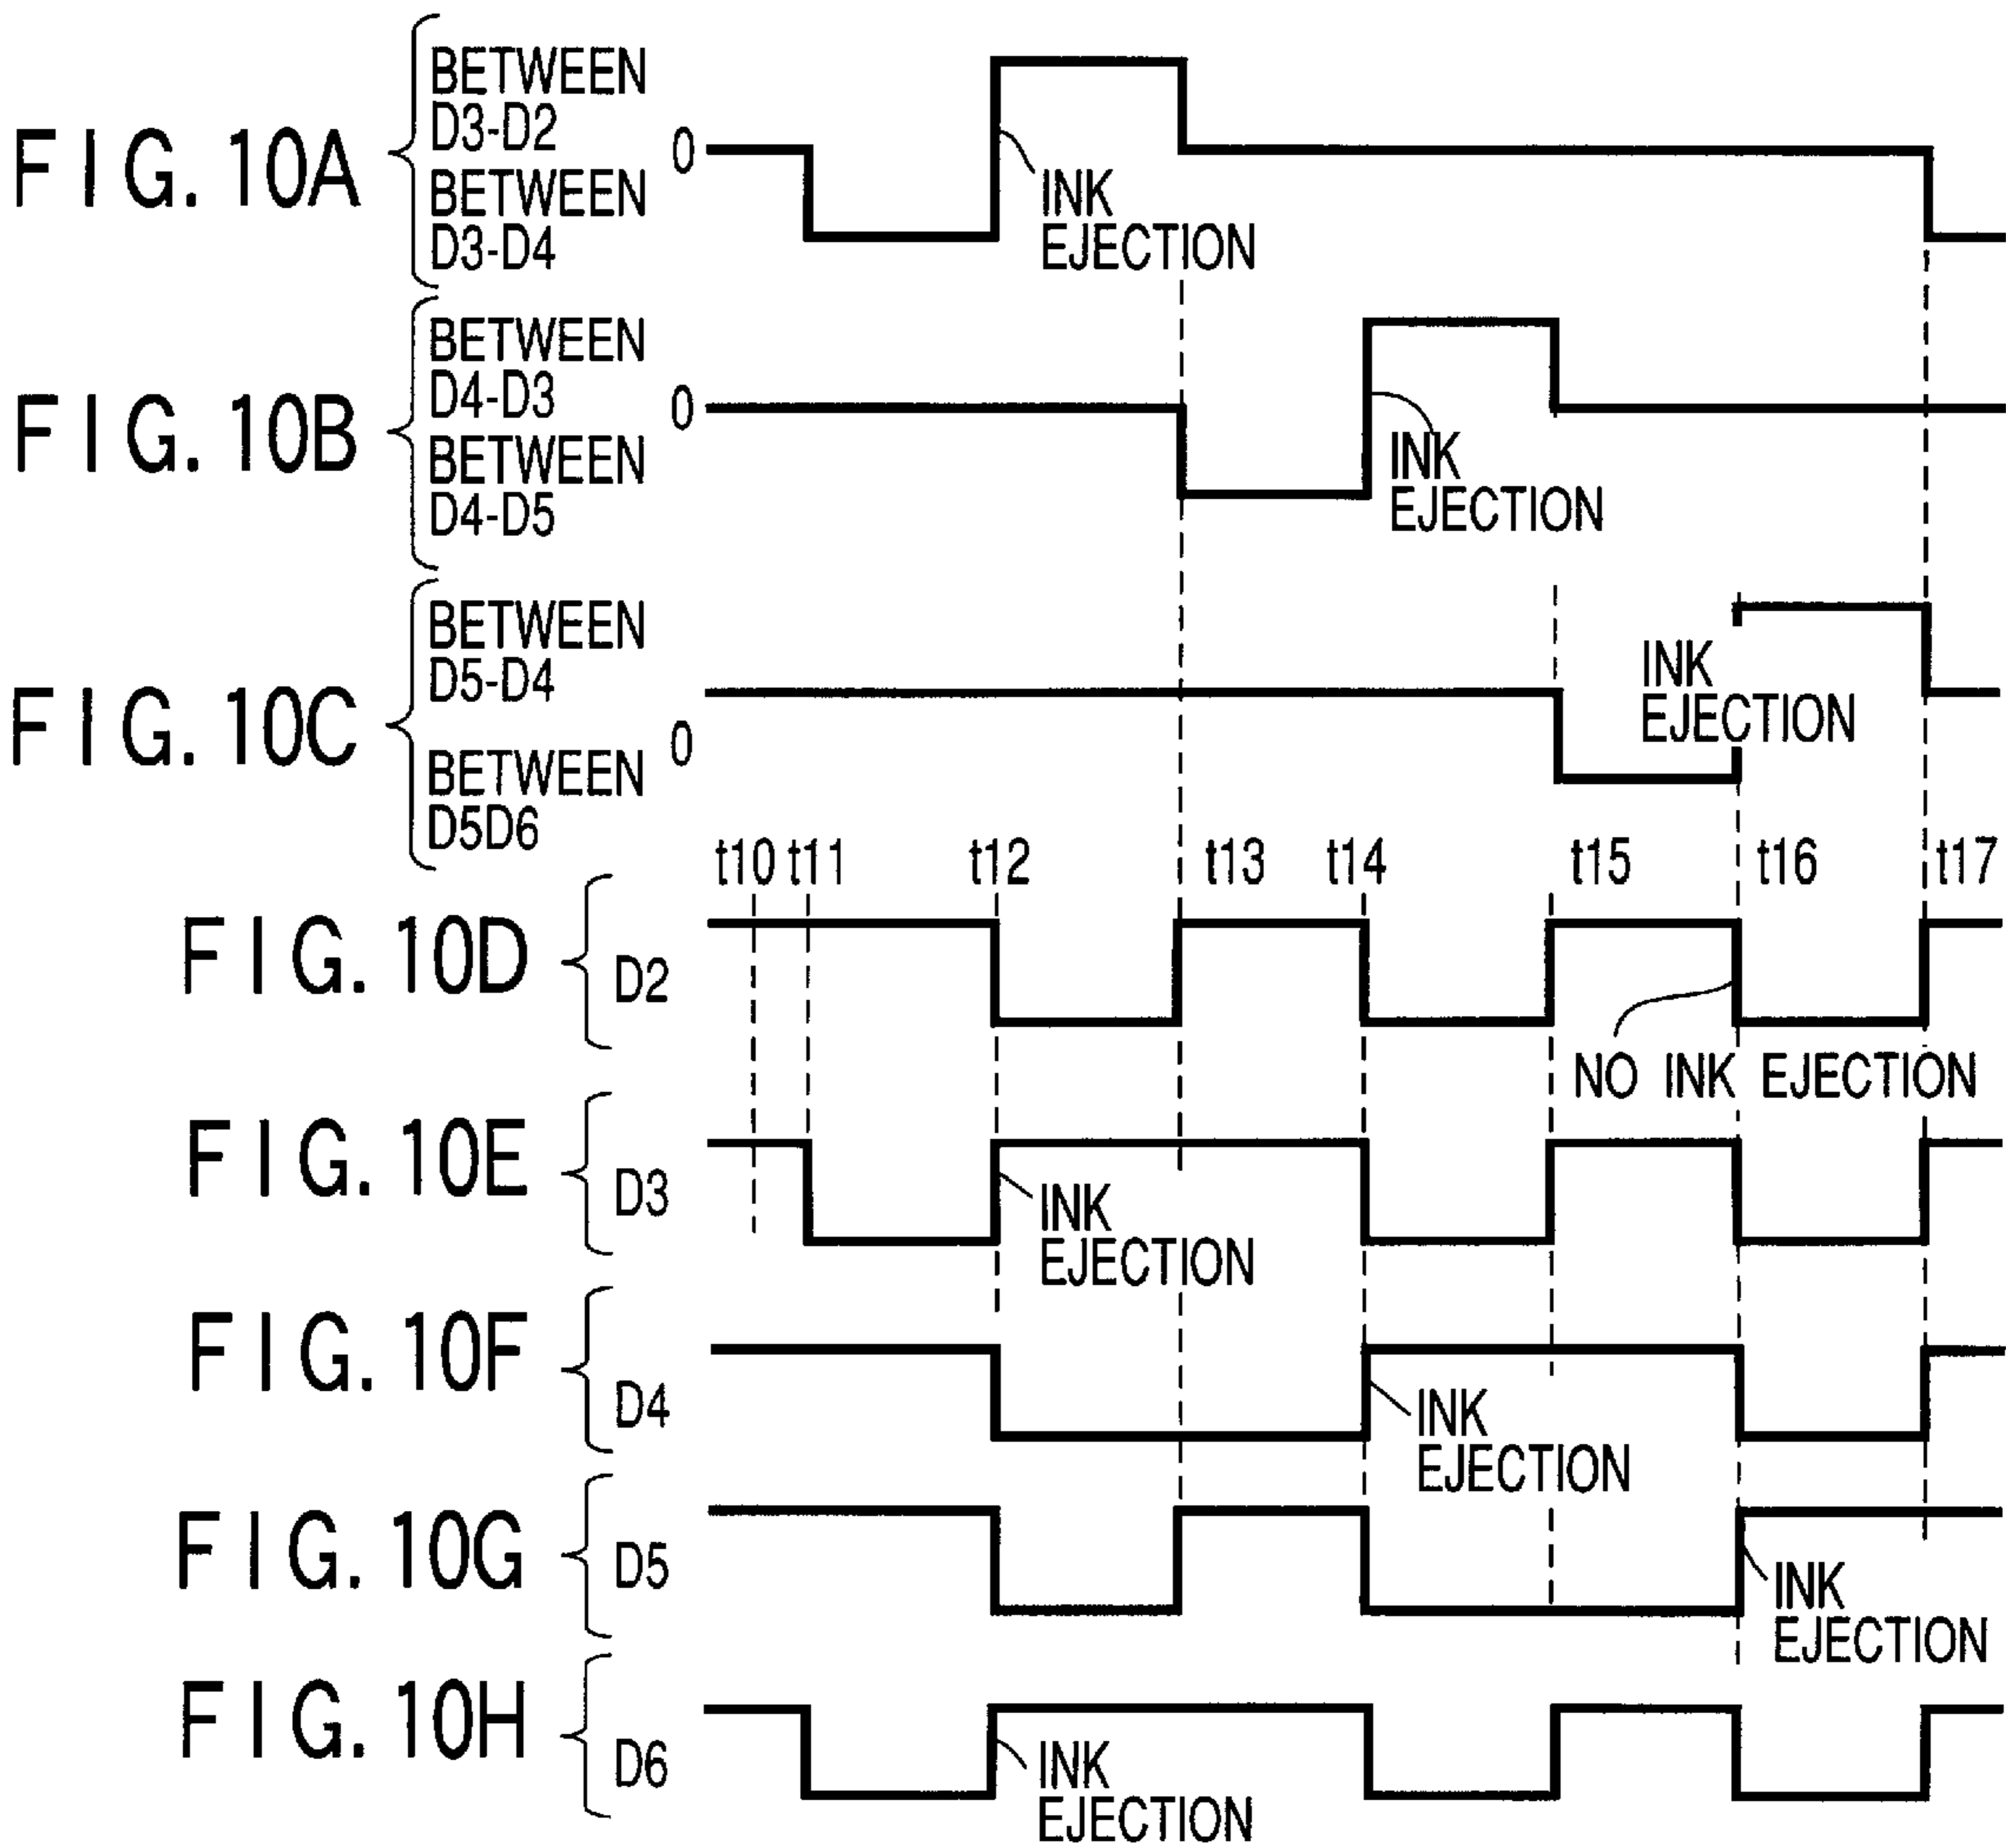 FIG. 10A
BETWEEN
D3-D2
BETWEEN
D3-D4
0
INK
EJECTION
FIG. 10B
BETWEEN
D4-D3
BETWEEN
D4-D5
0
INK
EJECTION
FIG. 10C
BETWEEN
D5-D4
BETWEEN
D5D6
0
INK
EJECTION
t10 t11 t12 t13 t14 t15 t16 t17
FIG. 10D
D2
NO INK EJECTION
FIG. 10E
D3
INK
EJECTION
FIG. 10F
D4
INK
EJECTION
FIG. 10G
D5
INK
EJECTION
FIG. 10H
D6
INK
EJECTION